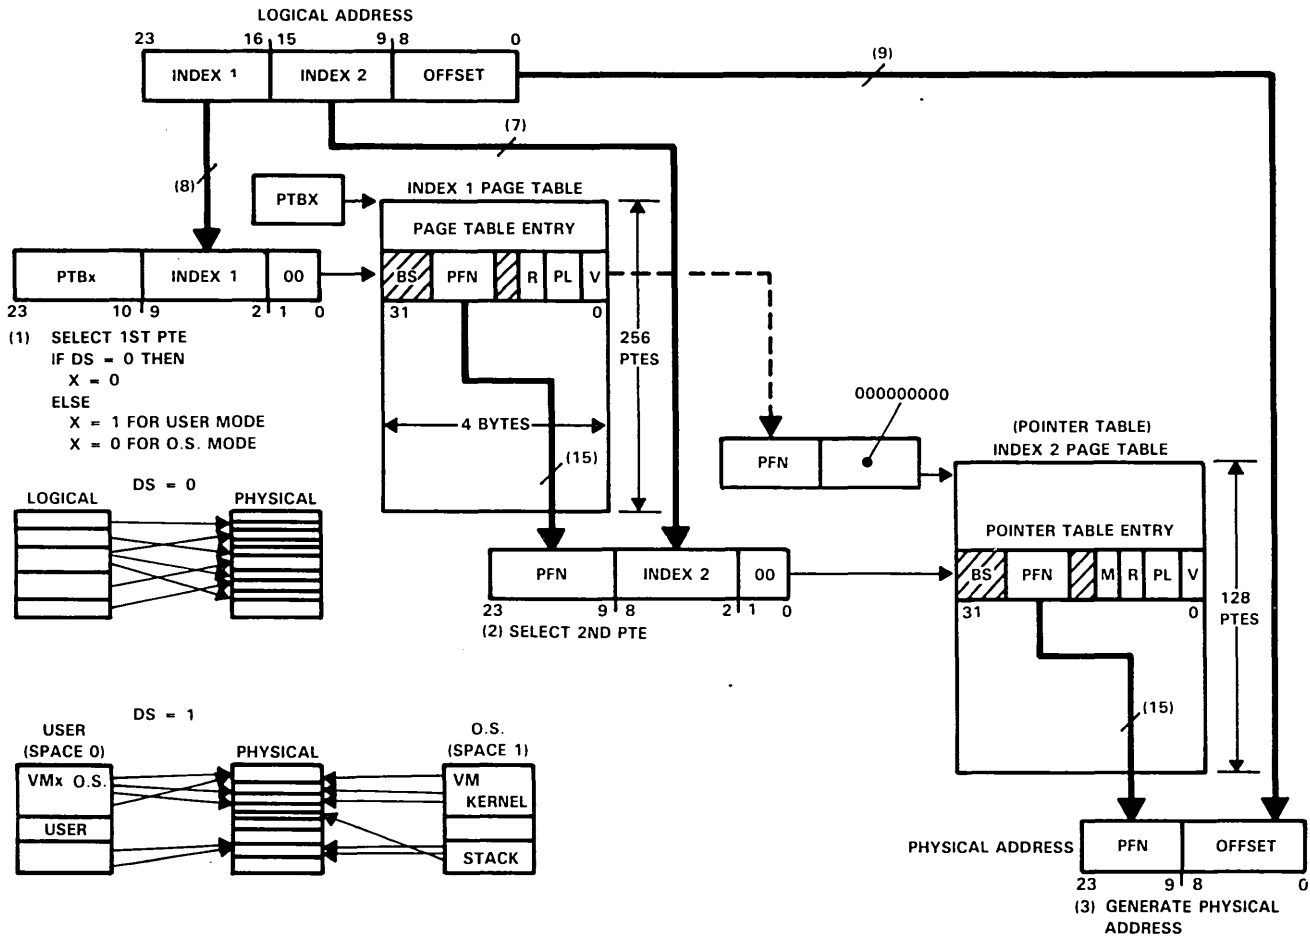 LOGICAL ADDRESS
23 16 15 9 8 0
INDEX 1 INDEX 2 OFFSET
(9)
(7)
(8)
PTBX
INDEX 1 PAGE TABLE
PAGE TABLE ENTRY
PTBx INDEX 1 00
23 10 9 2 1 0
BS PFN R PL V
31 0
256
PTES
4 BYTES
(15)
(1) SELECT 1ST PTE
IF DS = 0 THEN
X = 0
ELSE
X = 1 FOR USER MODE
X = 0 FOR O.S. MODE
000000000
PFN
(POINTER TABLE)
INDEX 2 PAGE TABLE
POINTER TABLE ENTRY
BS PFN M R PL V
31 0
128
PTES
(15)
PFN INDEX 2 00
23 9 8 2 1 0
(2) SELECT 2ND PTE
DS = 0
LOGICAL PHYSICAL
DS = 1
USER
(SPACE 0)
PHYSICAL
O.S.
(SPACE 1)
VMx O.S.
USER
VM
KERNEL
STACK
PHYSICAL ADDRESS
PFN OFFSET
23 9 8 0
(3) GENERATE PHYSICAL
ADDRESS